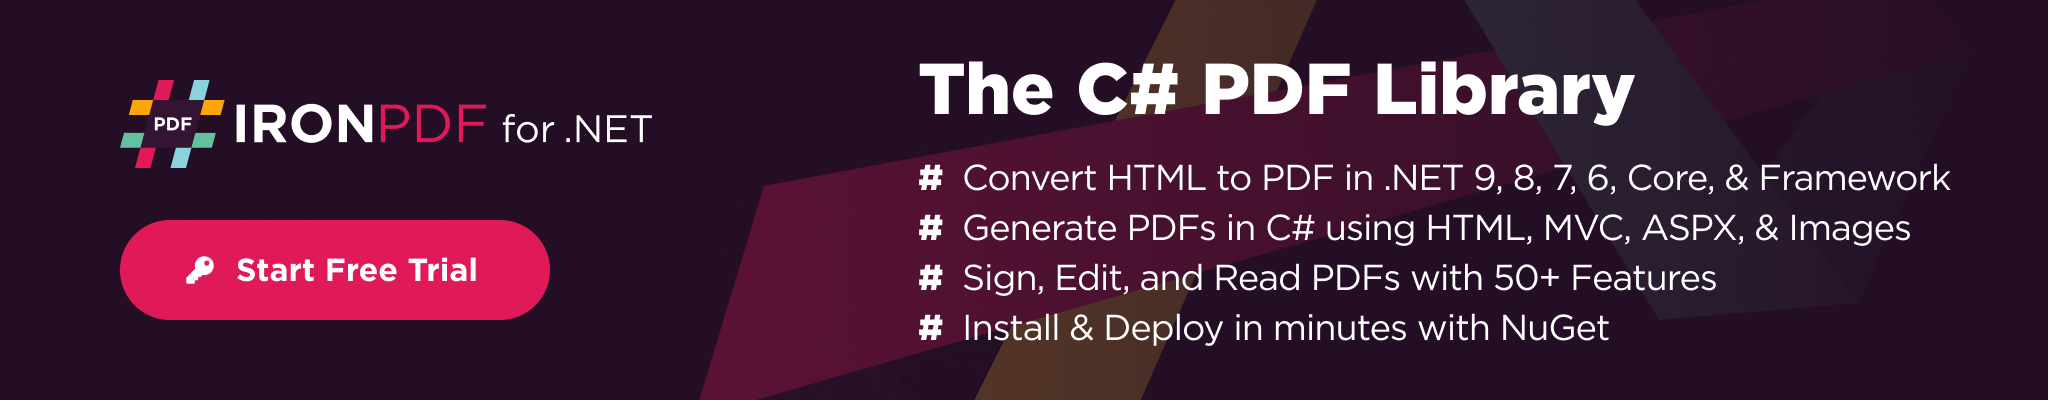 PDF
IRONPDF for .NET
Start Free Trial
The C# PDF Library
# Convert HTML to PDF in .NET 9, 8, 7, 6, Core, & Framework
# Generate PDFs in C# using HTML, MVC, ASPX, & Images
# Sign, Edit, and Read PDFs with 50+ Features
# Install & Deploy in minutes with NuGet